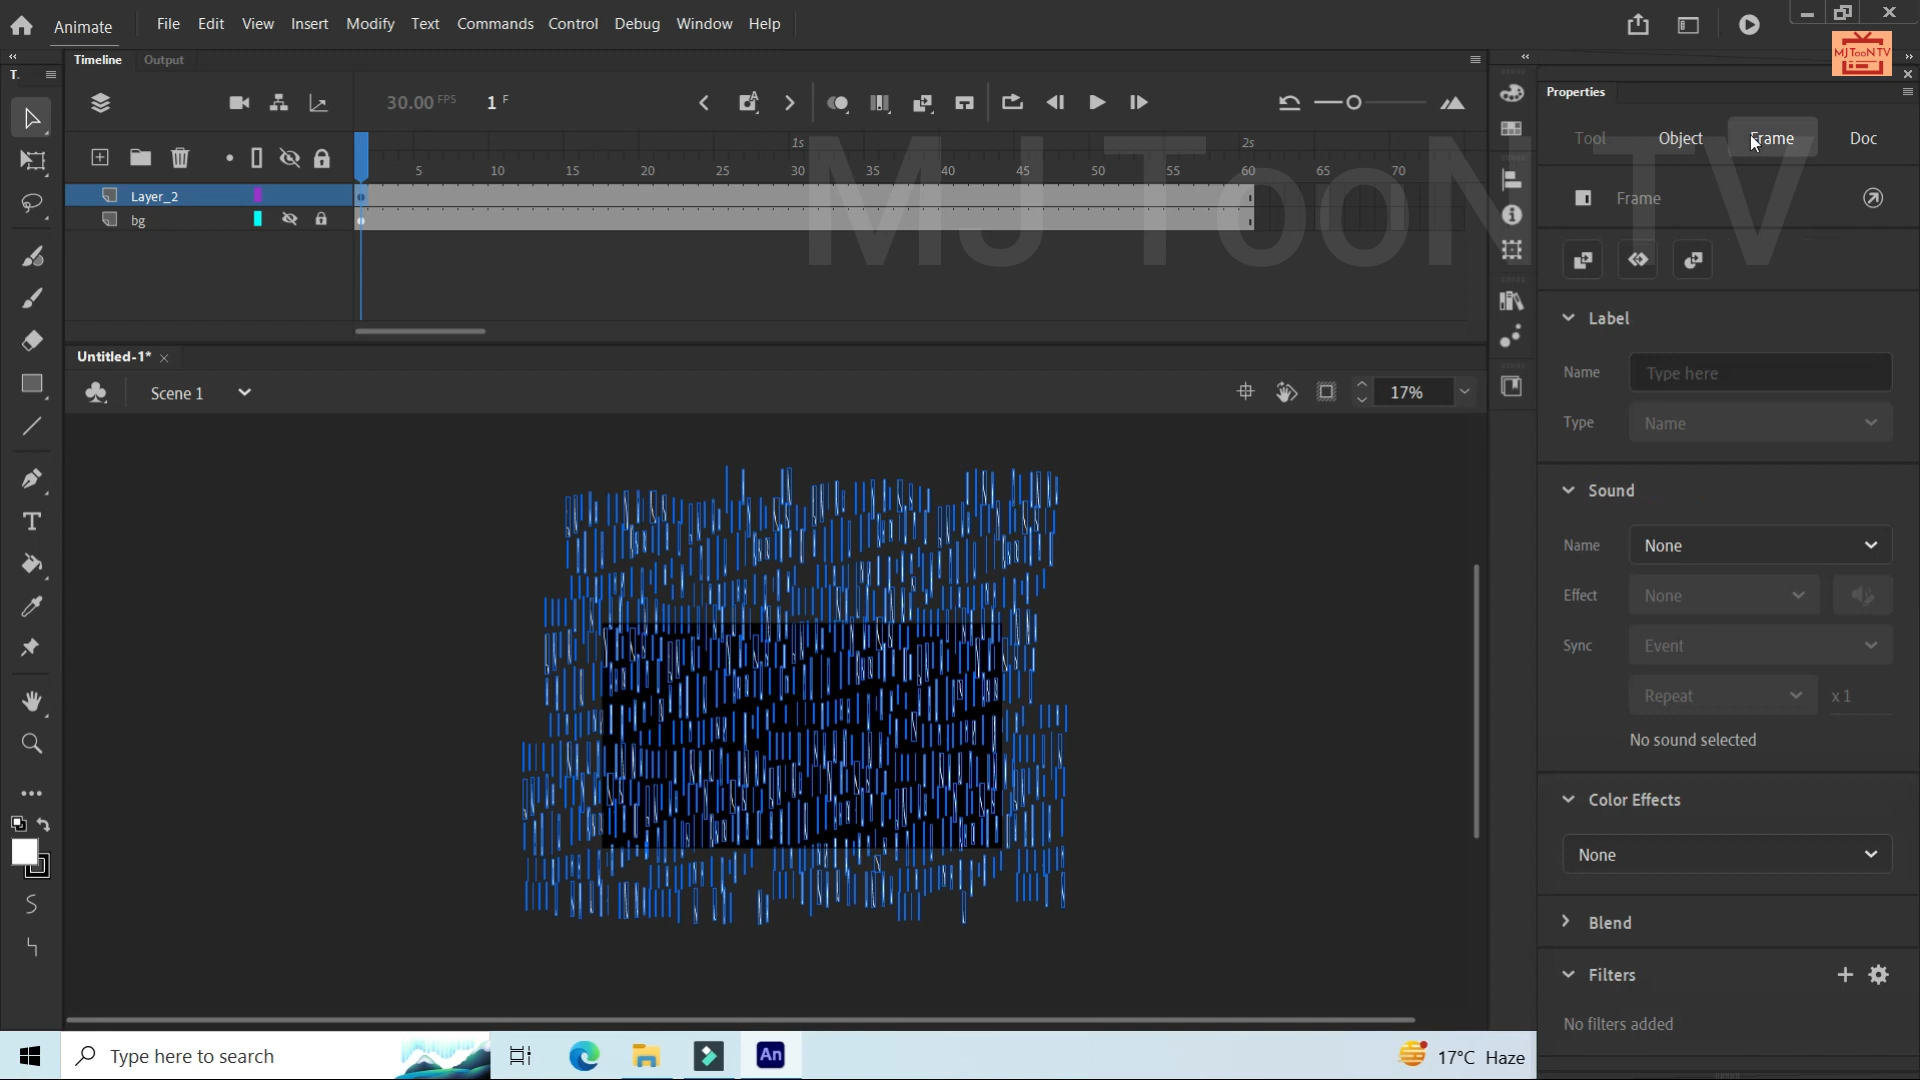 Animate File Edit View Insert Modify Text Commands Control Debug Window Help
MJ TooN TV
Timeline Output
T.
Properties
30.00 FPS 1 F
Tool Object Frame Doc
1s 2s
5 10 15 20 25 30 35 40 45 50 55 60 65 70
MJ TooN TV
Layer_2
bg
Frame
Label
Name Type here
Type Name
Untitled-1*
Scene 1
17%
Sound
Name None
Effect None
Sync Event
Repeat x 1
No sound selected
Color Effects
None
Blend
Filters
No filters added
Type here to search
An
17°C Haze